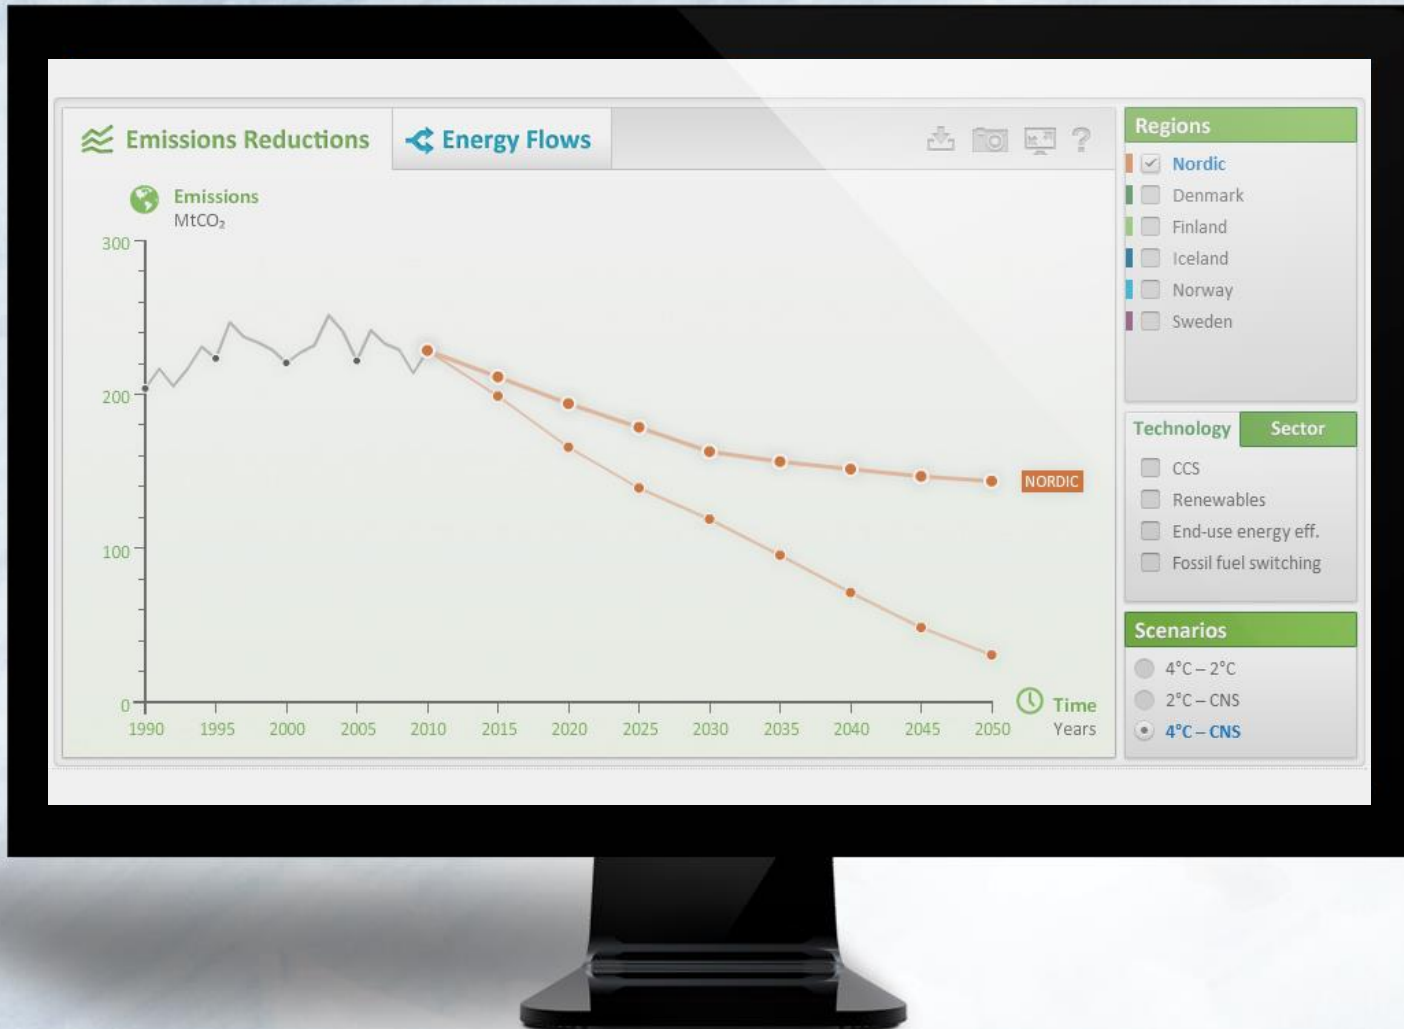 Emissions Reductions
Energy Flows
?
Emissions
MtCO₂
300
200
100
0
1990 1995 2000 2005 2010 2015 2020 2025 2030 2035 2040 2045 2050
NORDIC
Time
Years
Regions
Nordic
Denmark
Finland
Iceland
Norway
Sweden
Technology Sector
CCS
Renewables
End-use energy eff.
Fossil fuel switching
Scenarios
4°C – 2°C
2°C – CNS
4°C – CNS